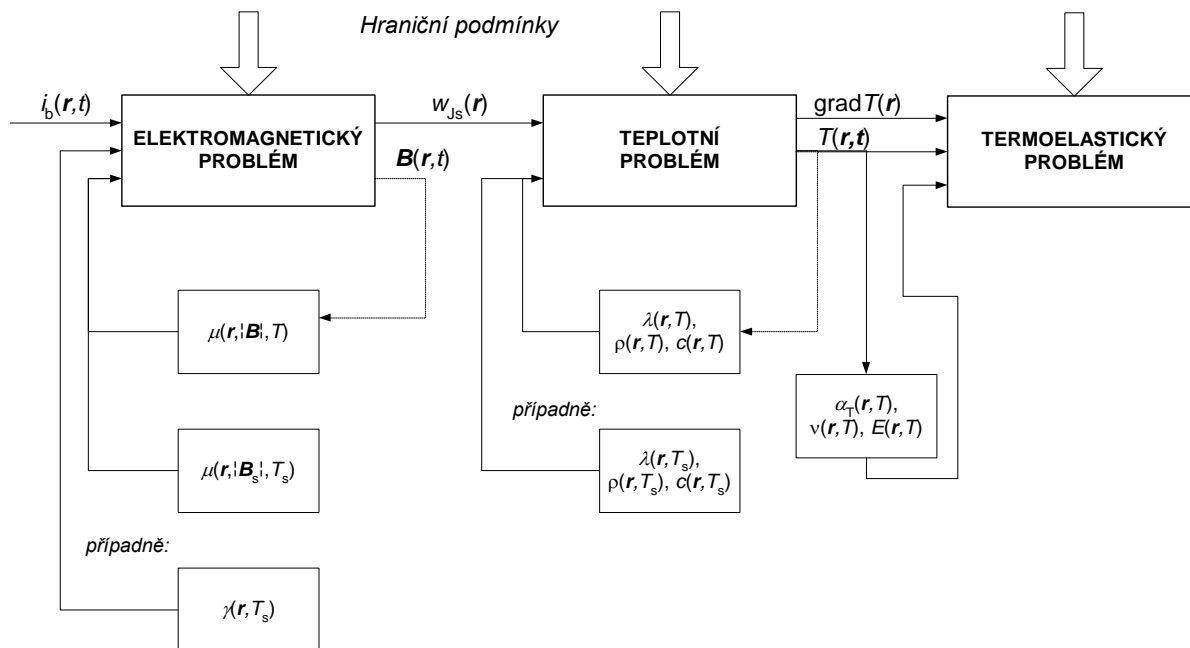 Hraniční podmínky
i_b(r,t)
ELEKTROMAGNETICKÝ
PROBLÉM
w_Js(r)
B(r,t)
TEPLOTNÍ
PROBLÉM
grad T(r)
T(r,t)
TERMOELASTICKÝ
PROBLÉM
μ(r,¦B¦,T)
λ(r,T),
ρ(r,T), c(r,T)
α_T(r,T),
ν(r,T), E(r,T)
případně:
μ(r,¦B_s¦,T_s)
λ(r,T_s),
ρ(r,T_s), c(r,T_s)
případně:
γ(r,T_s)